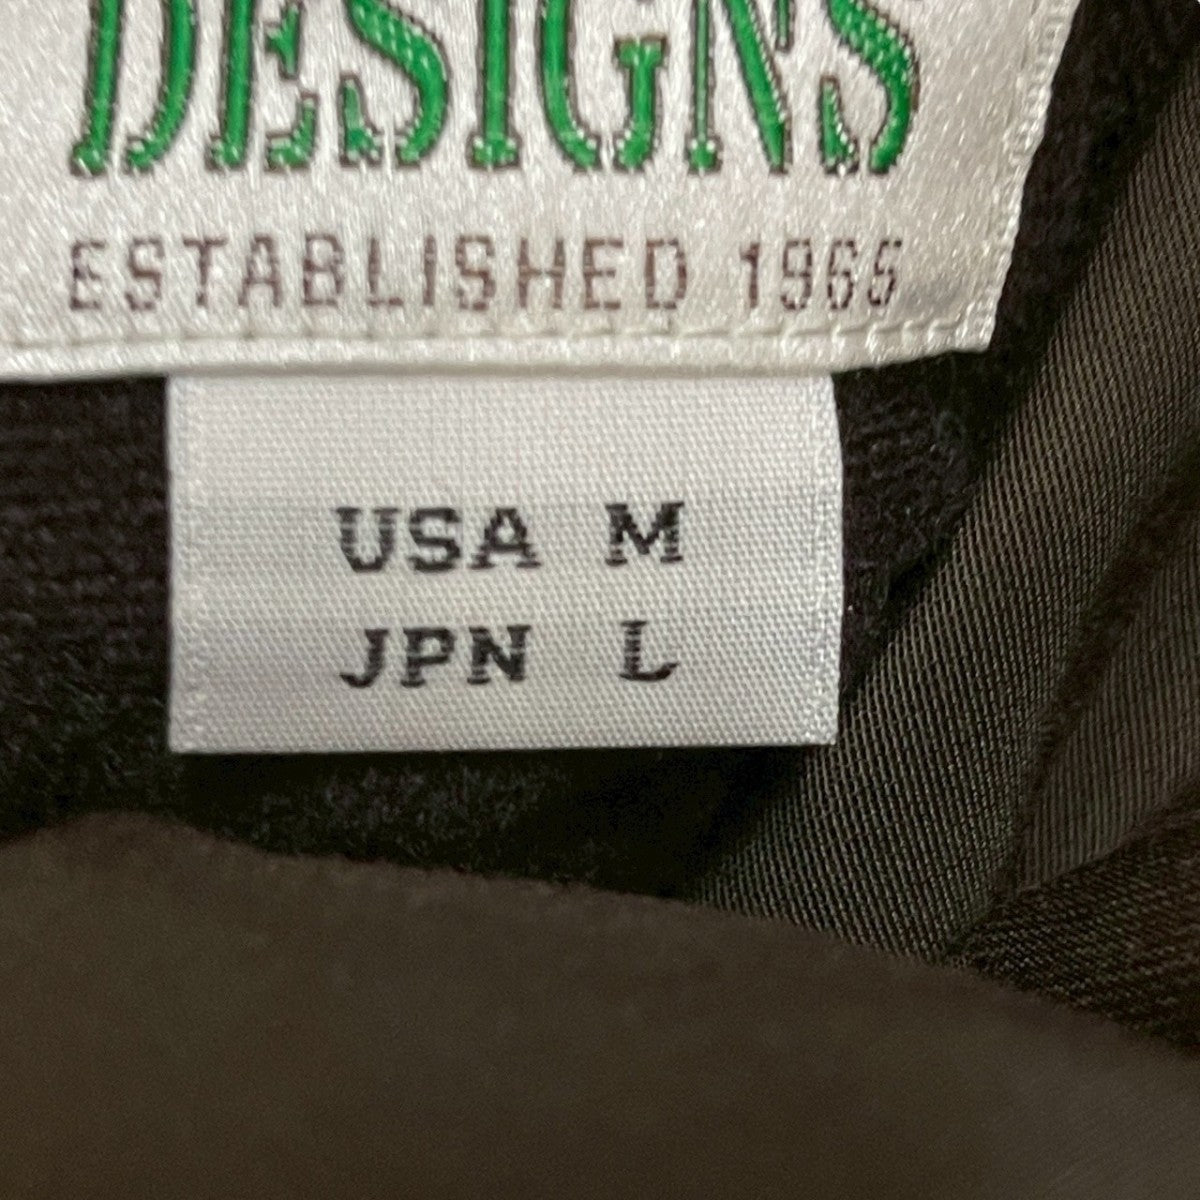 DESIGNS
ESTABLISHED 1965
USA M
JPN L